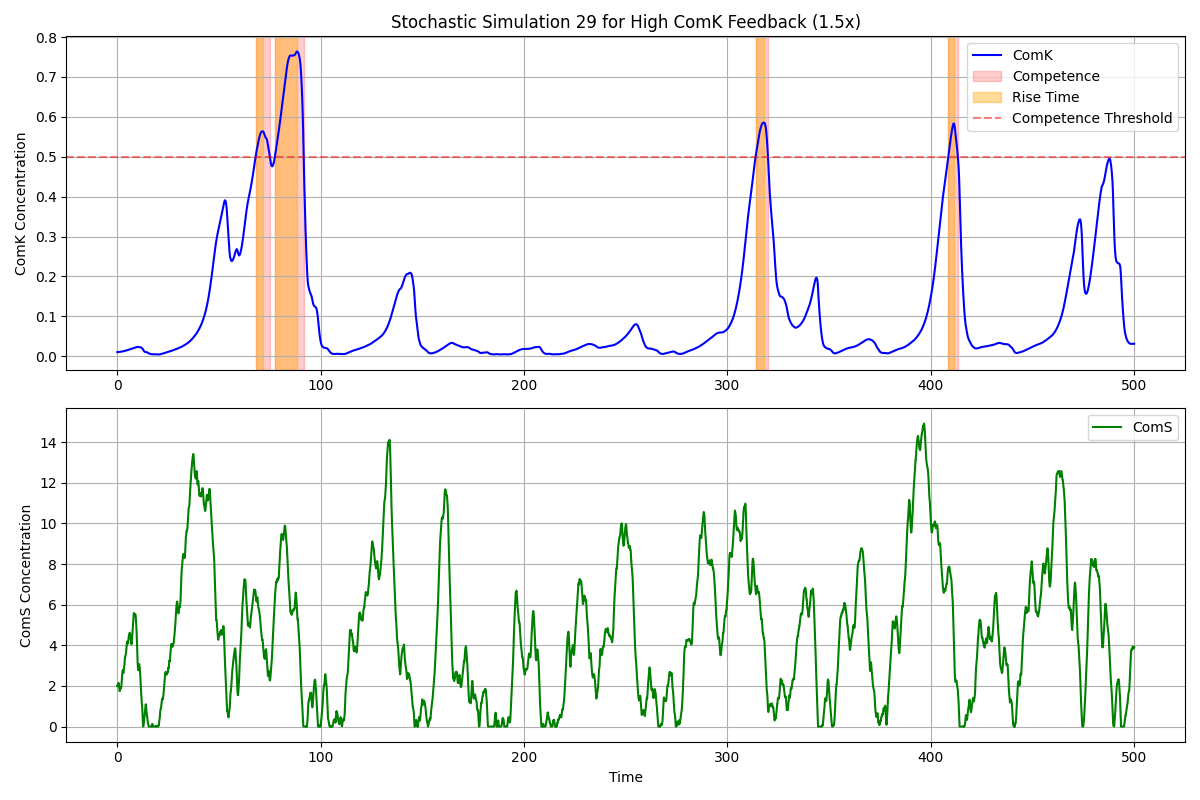 Stochastic Simulation 29 for High ComK Feedback (1.5x)
0.8
0.7
0.6
0.5
0.4
0.3
0.2
0.1
0.0
ComK Concentration
ComK
Competence
Rise Time
Competence Threshold
0 100 200 300 400 500
14
12
10
8
6
4
2
0
ComS Concentration
ComS
0 100 200 300 400 500
Time